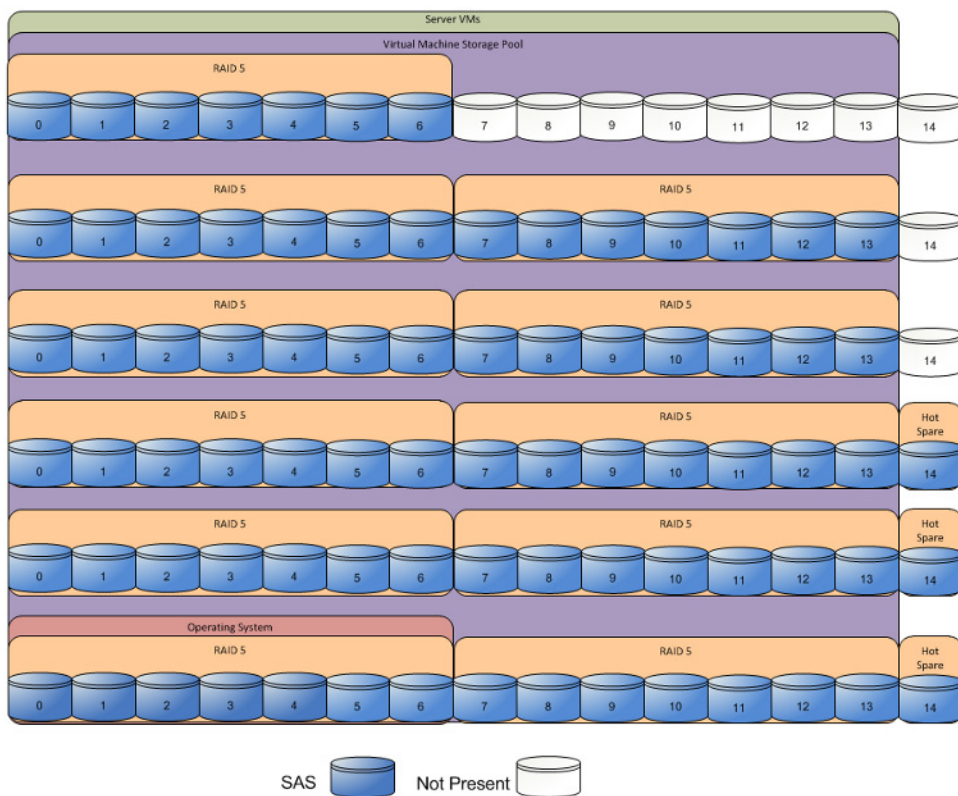 Server VMs
Virtual Machine Storage Pool
RAID 5
0 1 2 3 4 5 6 7 8 9 10 11 12 13 14
RAID 5 RAID 5
0 1 2 3 4 5 6 7 8 9 10 11 12 13 14
RAID 5 RAID 5
0 1 2 3 4 5 6 7 8 9 10 11 12 13 14
RAID 5 RAID 5 Hot
Spare
0 1 2 3 4 5 6 7 8 9 10 11 12 13 14
RAID 5 RAID 5 Hot
Spare
0 1 2 3 4 5 6 7 8 9 10 11 12 13 14
Operating System
RAID 5 RAID 5 Hot
Spare
0 1 2 3 4 5 6 7 8 9 10 11 12 13 14
SAS Not Present